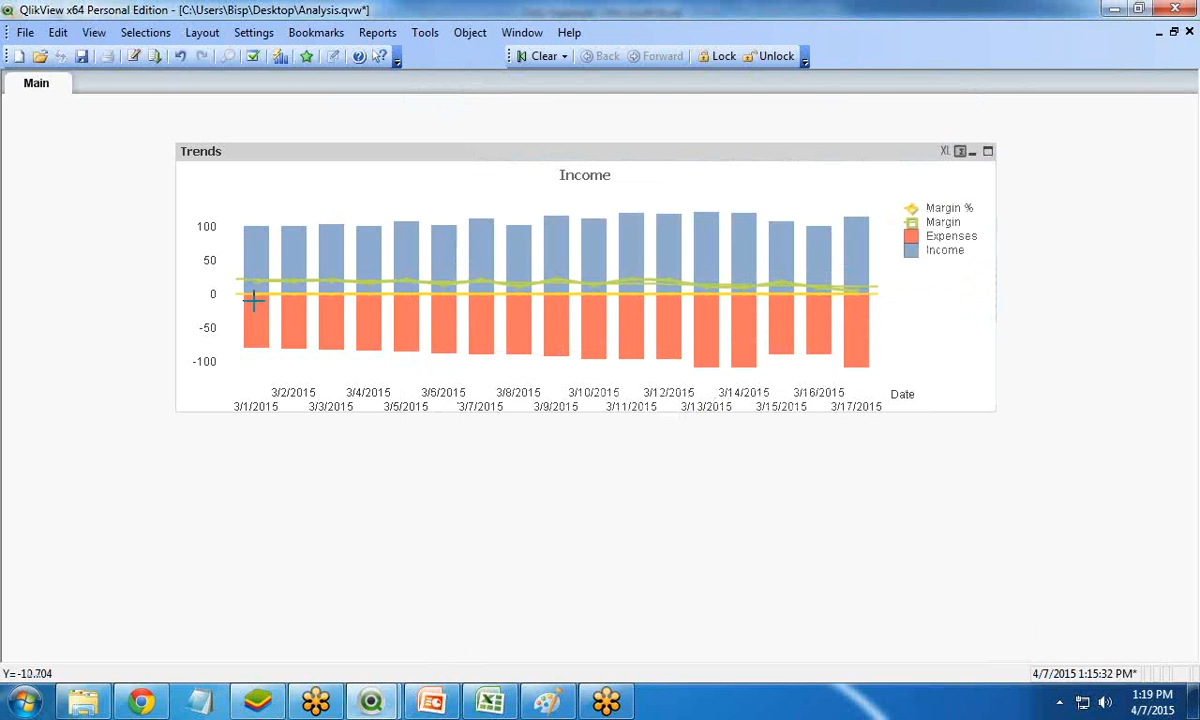 QlikView x64 Personal Edition - [C:\Users\Bisp\Desktop\Analysis.qvw*]
File Edit View Selections Layout Settings Bookmarks Reports Tools Object Window Help
Clear Back Forward Lock Unlock
Main
Trends XL
Income
Margin %
Margin
Expenses
Income
100
50
0
-50
-100
3/2/2015 3/4/2015 3/6/2015 3/8/2015 3/10/2015 3/12/2015 3/14/2015 3/16/2015
Date
3/1/2015 3/3/2015 3/5/2015 3/7/2015 3/9/2015 3/11/2015 3/13/2015 3/15/2015 3/17/2015
Y=-10.704
4/7/2015 1:15:32 PM*
1:19 PM
4/7/2015